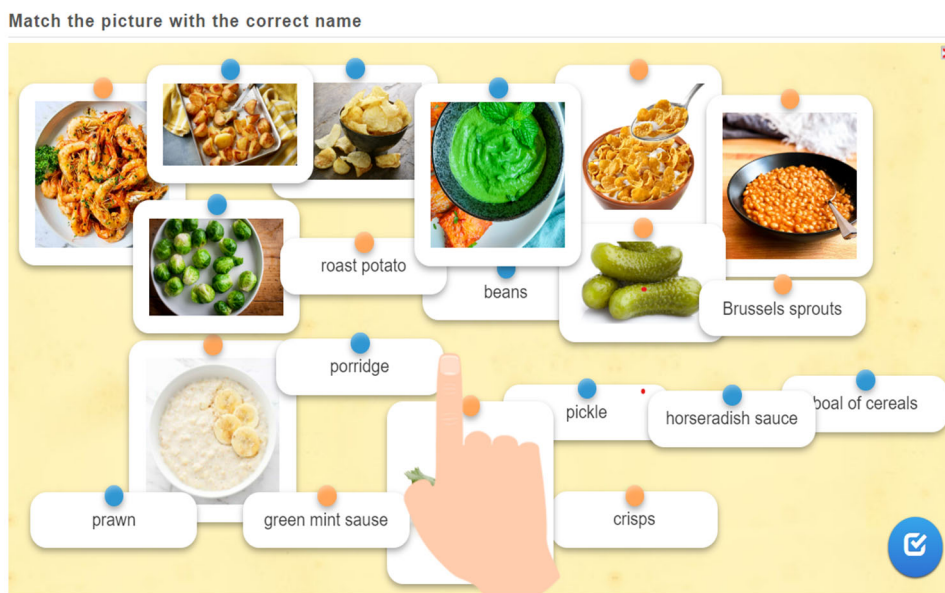 Match the picture with the correct name
roast potato
beans
Brussels sprouts
porridge
pickle
horseradish sauce
boal of cereals
prawn
green mint sause
crisps